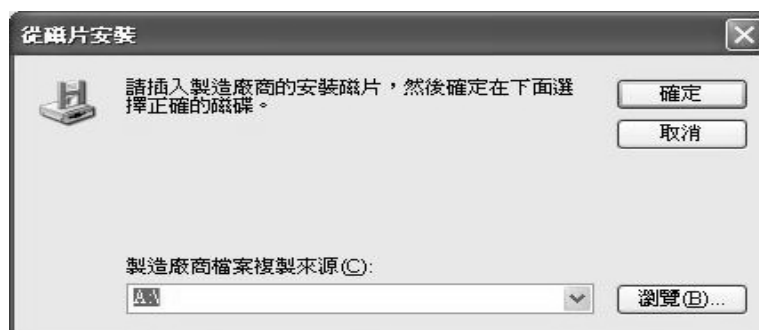 從磁片安裝
請插入製造廠商的安裝磁片，然後確定在下面選
擇正確的磁碟。
確定
取消
製造廠商檔案複製來源(C):
A:\
瀏覽(B)...